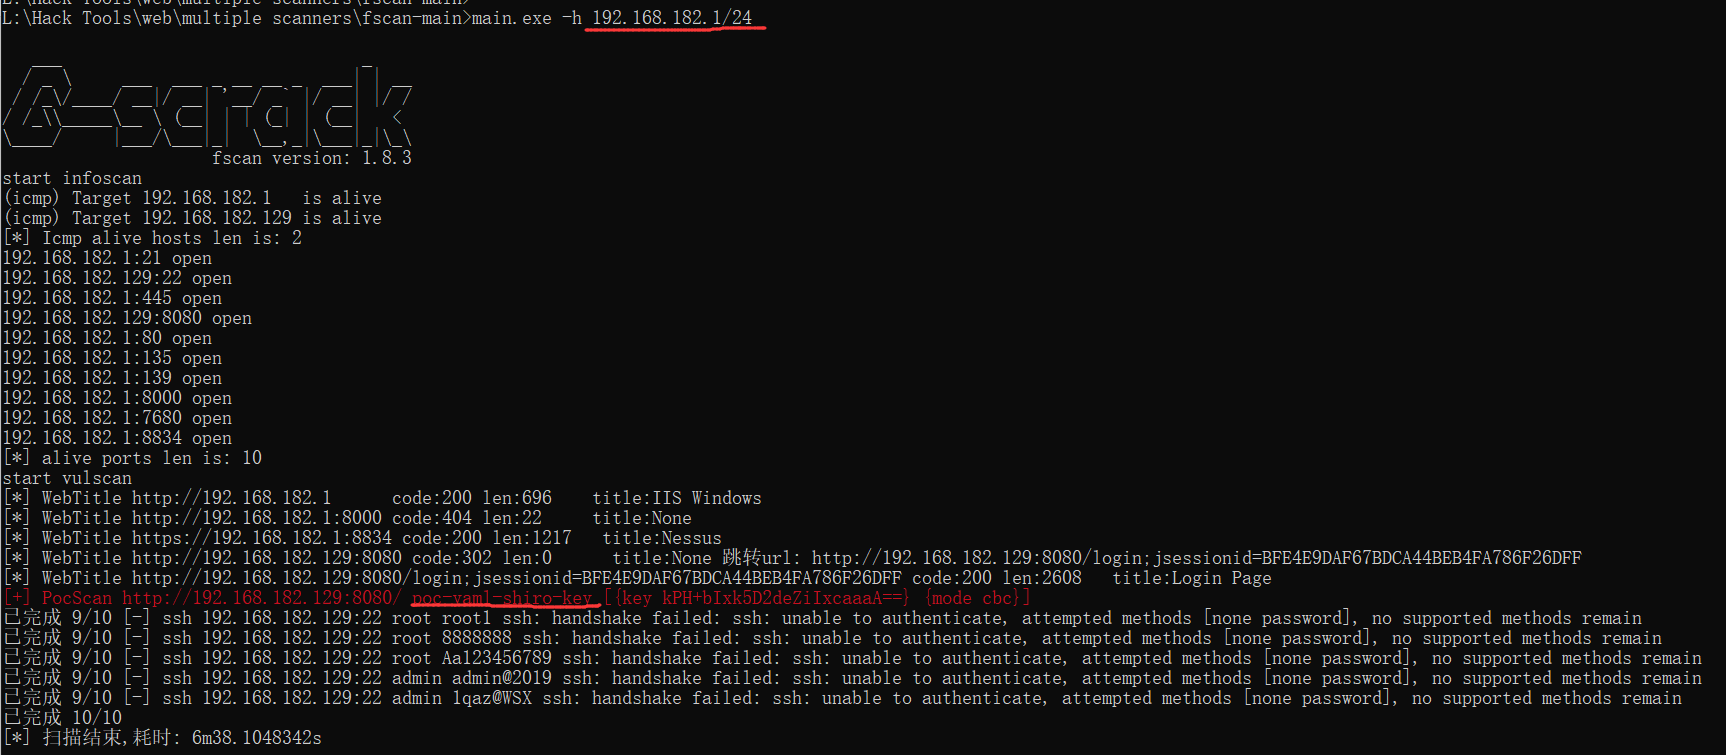 L:\Hack Tools\web\multiple scanners\fscan-main>
L:\Hack Tools\web\multiple scanners\fscan-main>main.exe -h 192.168.182.1/24
fscan version: 1.8.3
start infoscan
(icmp) Target 192.168.182.1   is alive
(icmp) Target 192.168.182.129 is alive
[*] Icmp alive hosts len is: 2
192.168.182.1:21 open
192.168.182.129:22 open
192.168.182.1:445 open
192.168.182.129:8080 open
192.168.182.1:80 open
192.168.182.1:135 open
192.168.182.1:139 open
192.168.182.1:8000 open
192.168.182.1:7680 open
192.168.182.1:8834 open
[*] alive ports len is: 10
start vulscan
[*] WebTitle http://192.168.182.1      code:200 len:696    title:IIS Windows
[*] WebTitle http://192.168.182.1:8000 code:404 len:22     title:None
[*] WebTitle https://192.168.182.1:8834 code:200 len:1217   title:Nessus
[*] WebTitle http://192.168.182.129:8080 code:302 len:0      title:None 跳转url: http://192.168.182.129:8080/login;jsessionid=BFE4E9DAF67BDCA44BEB4FA786F26DFF
[*] WebTitle http://192.168.182.129:8080/login;jsessionid=BFE4E9DAF67BDCA44BEB4FA786F26DFF code:200 len:2608   title:Login Page
[+] PocScan http://192.168.182.129:8080/ poc-yaml-shiro-key [{key kPH+bIxk5D2deZiIxcaaaA==} {mode cbc}]
已完成 9/10 [-] ssh 192.168.182.129:22 root root1 ssh: handshake failed: ssh: unable to authenticate, attempted methods [none password], no supported methods remain
已完成 9/10 [-] ssh 192.168.182.129:22 root 8888888 ssh: handshake failed: ssh: unable to authenticate, attempted methods [none password], no supported methods remain
已完成 9/10 [-] ssh 192.168.182.129:22 root Aa123456789 ssh: handshake failed: ssh: unable to authenticate, attempted methods [none password], no supported methods remain
已完成 9/10 [-] ssh 192.168.182.129:22 admin admin@2019 ssh: handshake failed: ssh: unable to authenticate, attempted methods [none password], no supported methods remain
已完成 9/10 [-] ssh 192.168.182.129:22 admin 1qaz@WSX ssh: handshake failed: ssh: unable to authenticate, attempted methods [none password], no supported methods remain
已完成 10/10
[*] 扫描结束,耗时: 6m38.1048342s